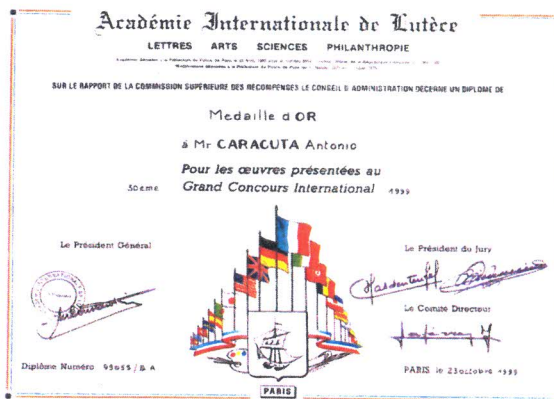 Académie Internationale de Lutèce
LETTRES ARTS SCIENCES PHILANTHROPIE
SUR LE RAPPORT DE LA COMMISSION SUPÉRIEURE DES RÉCOMPENSES LE CONSEIL D'ADMINISTRATION DÉCERNE UN DIPLOME DE
Medaille d'OR
à Mr CARACUTA Antonio
Pour les œuvres présentées au
30ème Grand Concours International 1999
Le Président Général
Le Président du Jury
Le Comité Directeur
Diplôme Numéro
PARIS, le 23 octobre 1999
PARIS